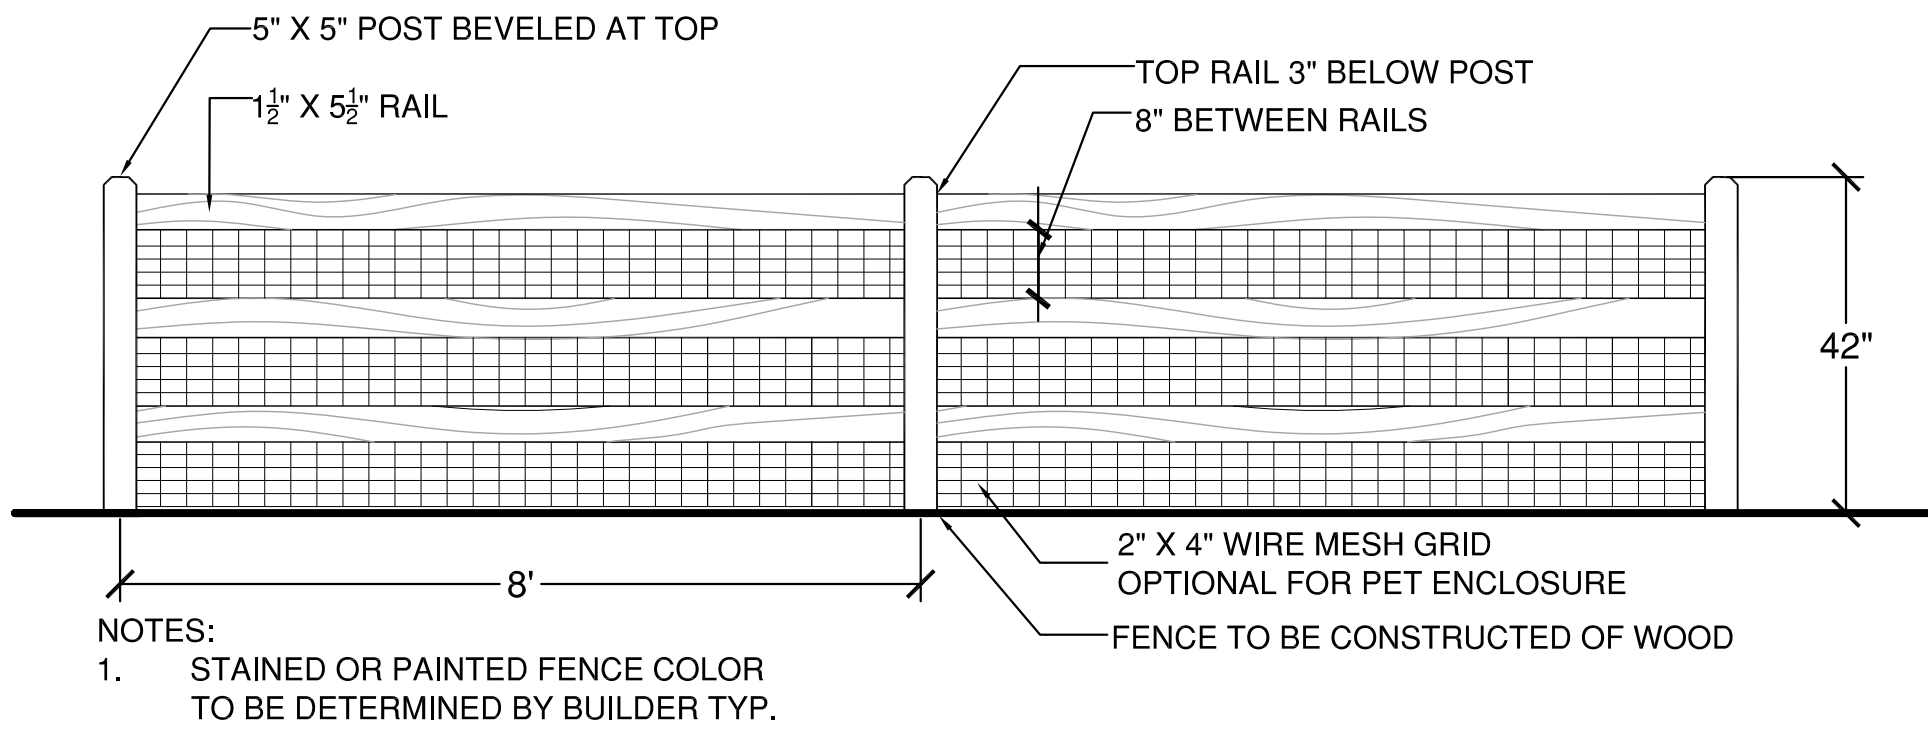 5" X 5" POST BEVELED AT TOP
1½" X 5½" RAIL
TOP RAIL 3" BELOW POST
8" BETWEEN RAILS
42"
2" X 4" WIRE MESH GRID
OPTIONAL FOR PET ENCLOSURE
8'
FENCE TO BE CONSTRUCTED OF WOOD
NOTES:
1. STAINED OR PAINTED FENCE COLOR
TO BE DETERMINED BY BUILDER TYP.